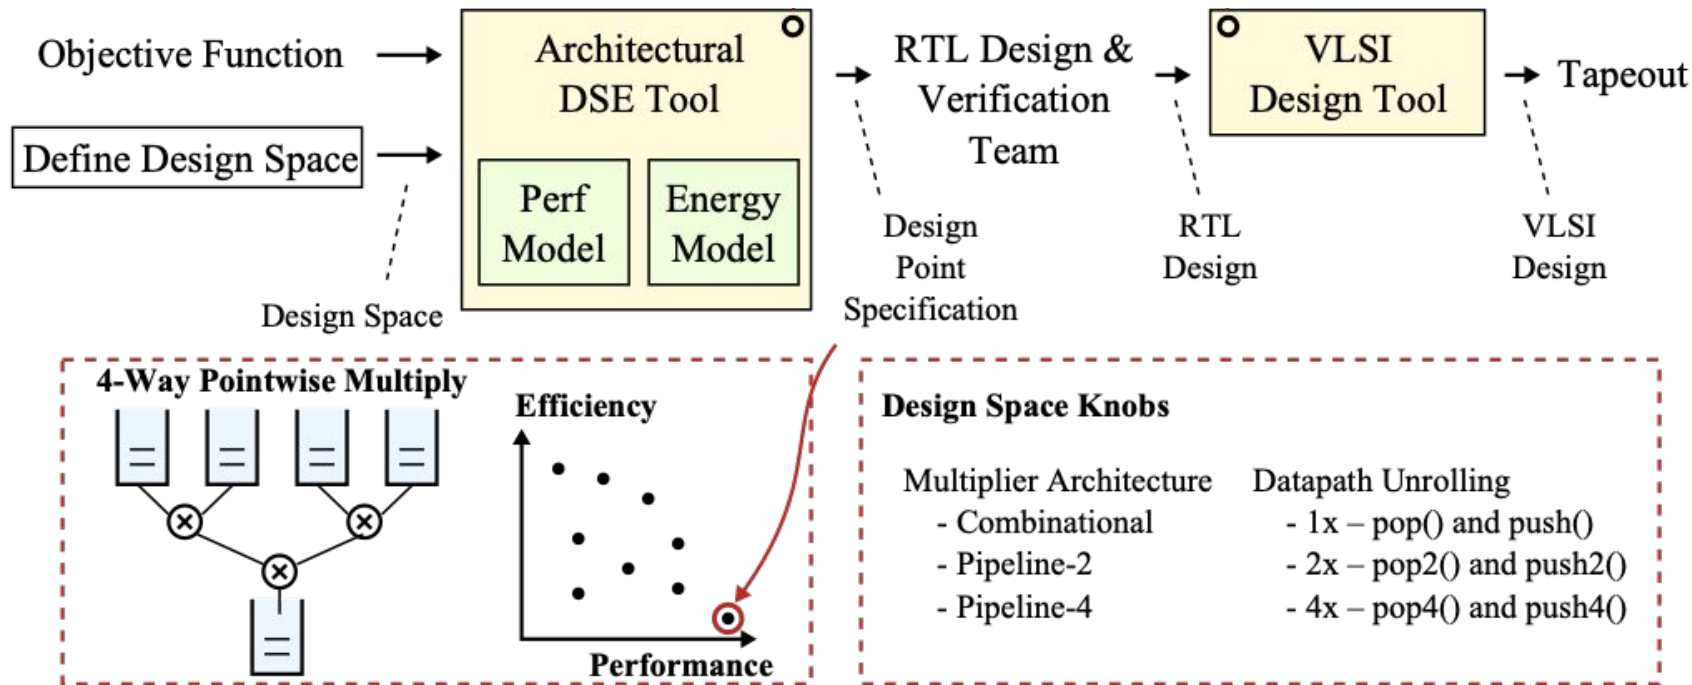 Objective Function
Define Design Space
Architectural
DSE Tool
Perf
Model
Energy
Model
RTL Design &
Verification
Team
VLSI
Design Tool
Tapeout
Design Space
Design
Point
Specification
RTL
Design
VLSI
Design
4-Way Pointwise Multiply
Efficiency
Performance
Design Space Knobs
Multiplier Architecture
- Combinational
- Pipeline-2
- Pipeline-4
Datapath Unrolling
- 1x – pop() and push()
- 2x – pop2() and push2()
- 4x – pop4() and push4()